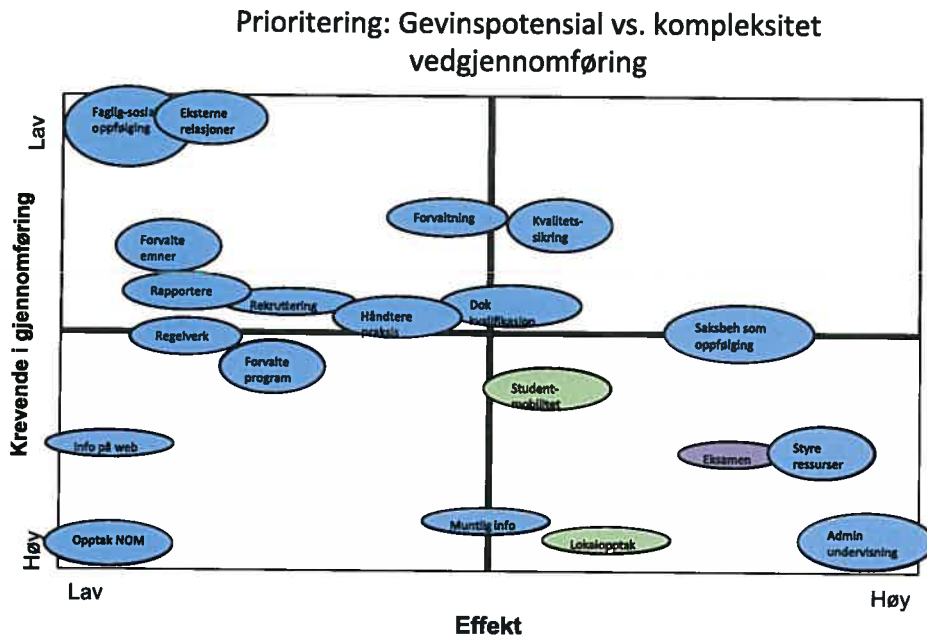 Prioritering: Gevinspotensial vs. kompleksitet
vedgjennomføring
Lav
Krevende i gjennomføring
Høy
Faglig-sosial
oppfølging
Eksterne
relasjoner
Forvaltning
Kvalitets-
sikring
Forvalte
emner
Rapportere
Rekruttering
Håndtere
praksis
Dok
kvalifikasjon
Saksbeh som
oppfølging
Regelverk
Forvalte
program
Student-
mobilitet
Info på web
Eksamen
Styre
ressurser
Opptak NOM
Muntlig info
Lokalopptak
Admin
undervisning
Lav
Høy
Effekt